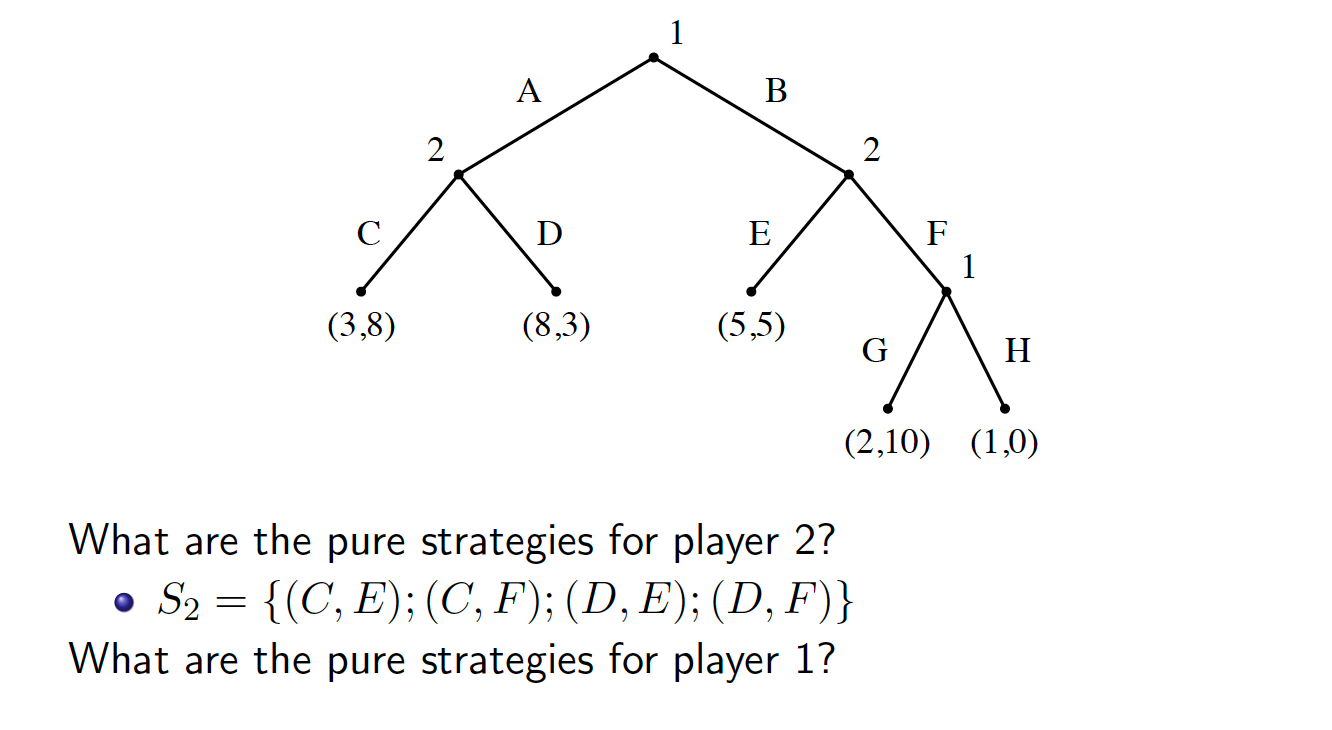 1
A B
2 2
C D E F
1
(3,8) (8,3) (5,5)
G H
(2,10) (1,0)
What are the pure strategies for player 2?
S₂ = {(C, E); (C, F); (D, E); (D, F)}
What are the pure strategies for player 1?